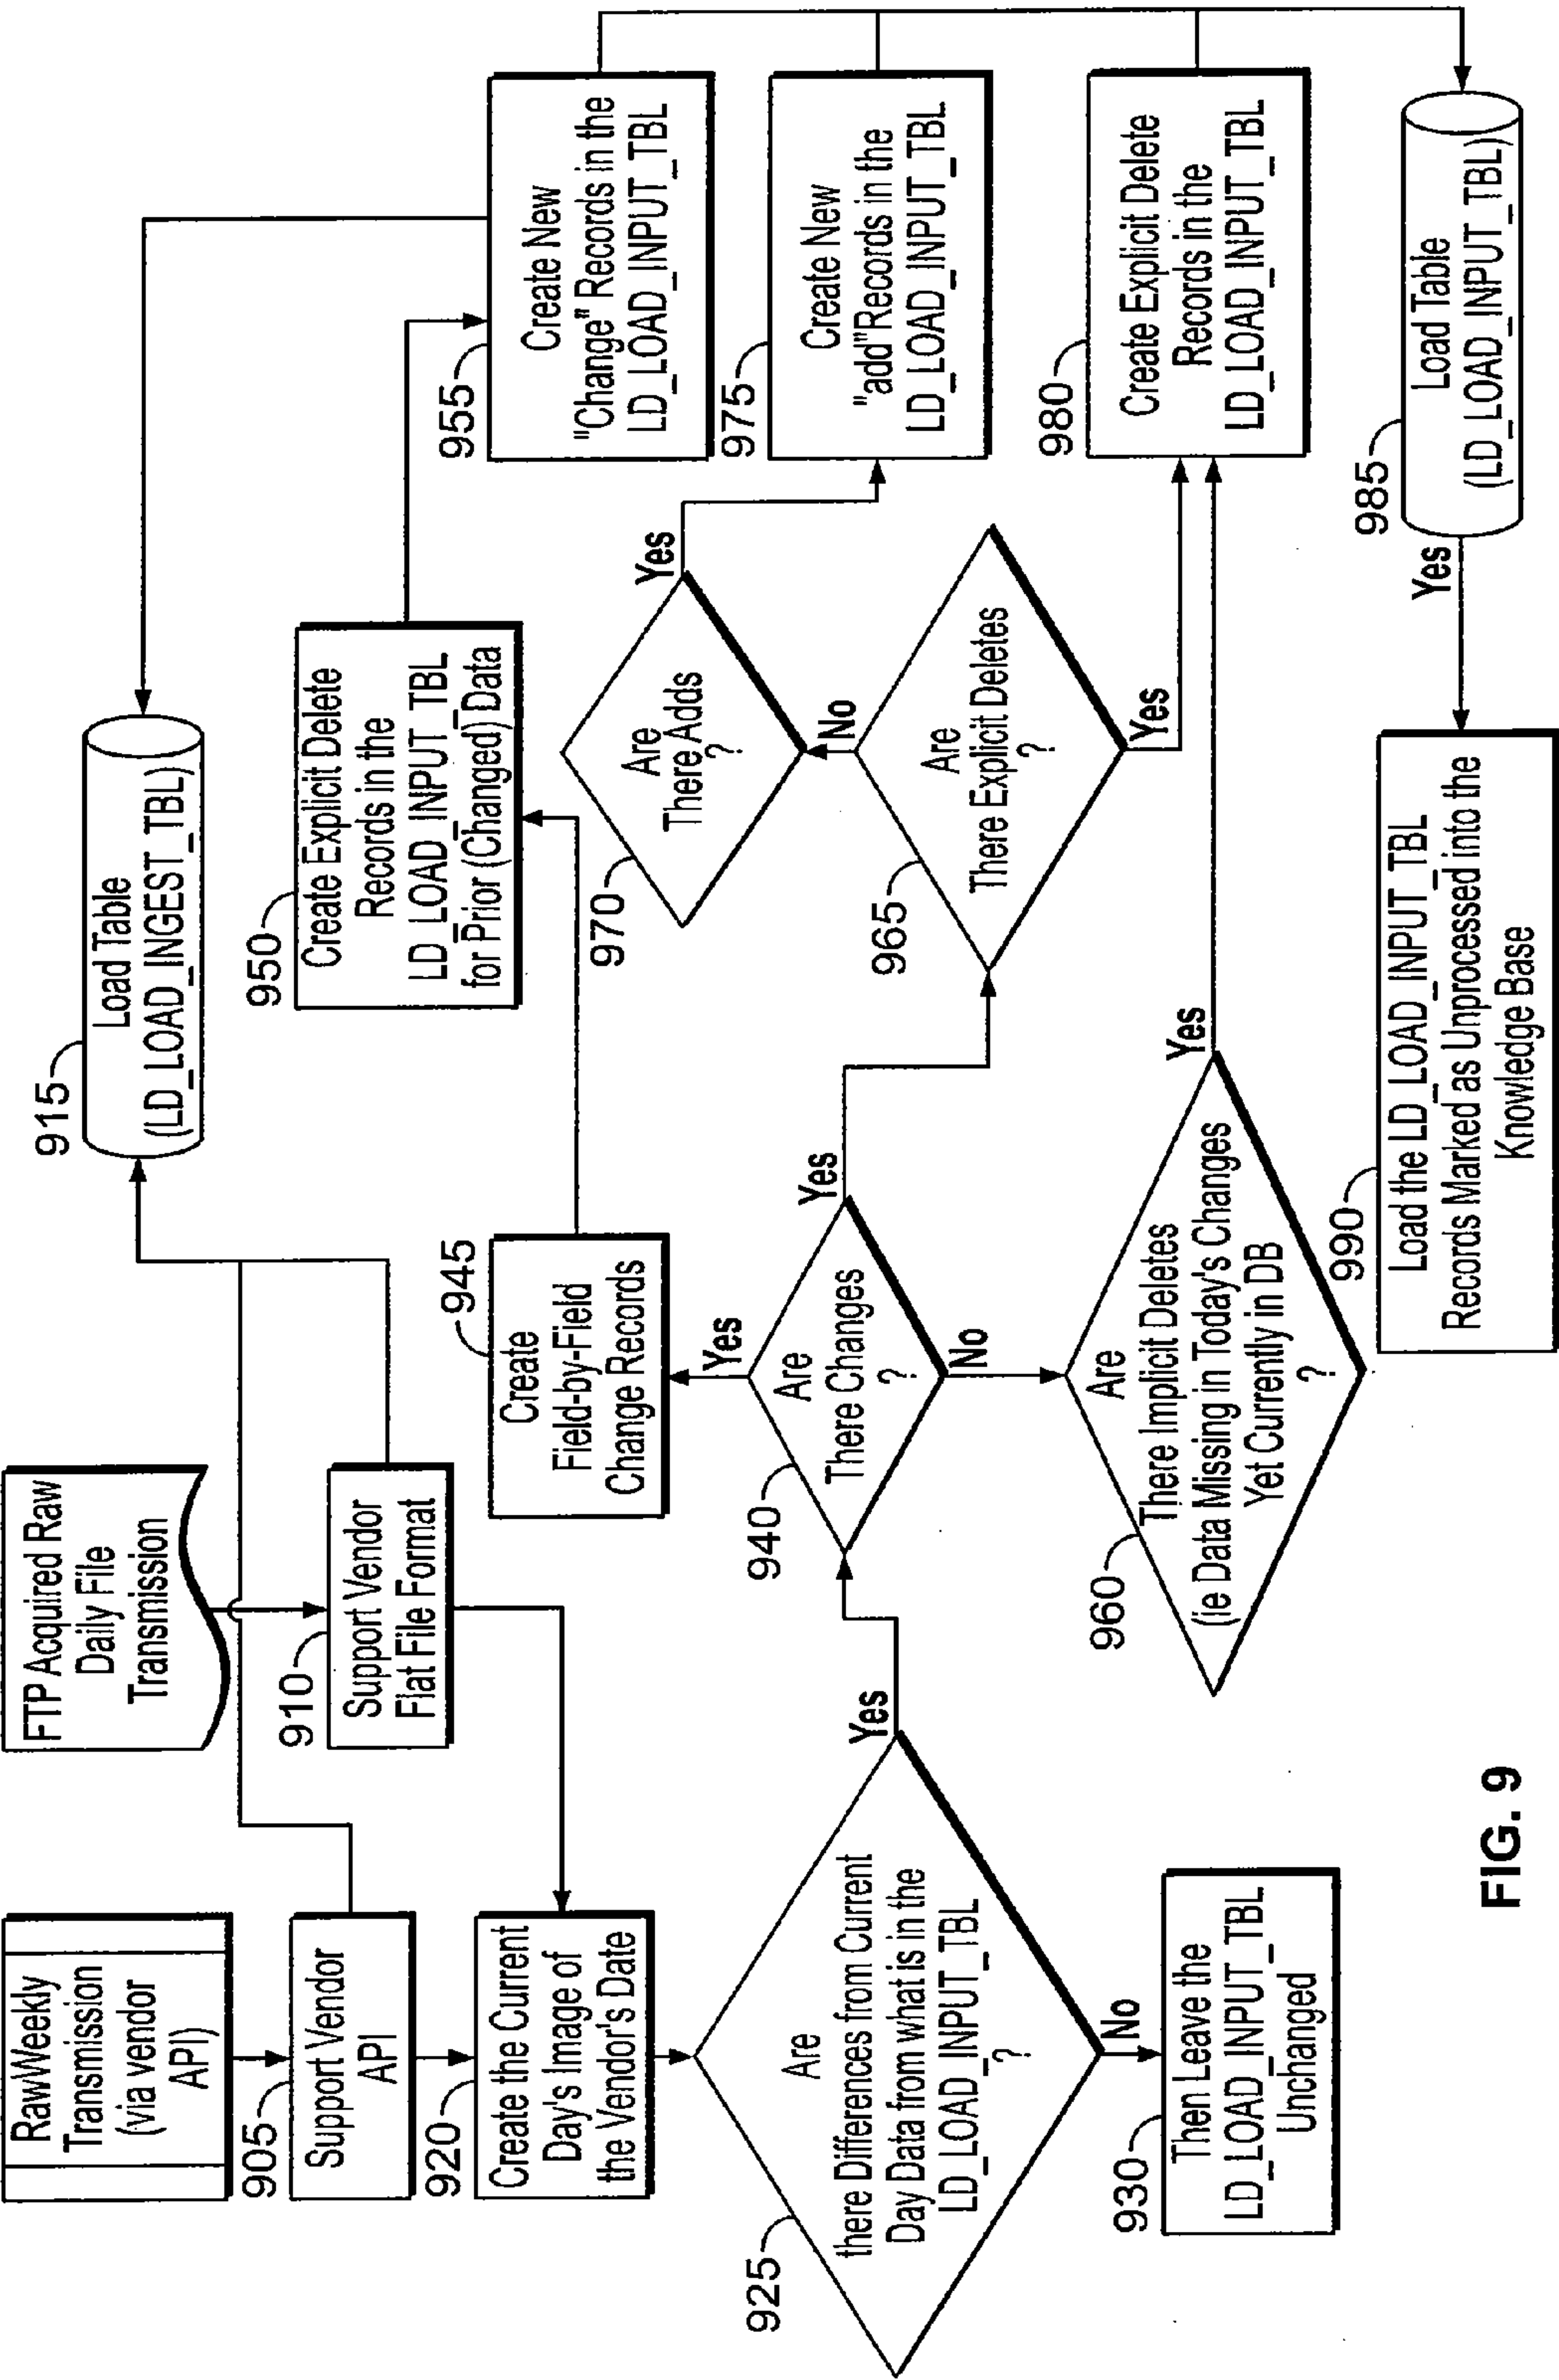 RawWeekly
Transmission
(via vendor
API)
905
Support Vendor
API
FTP Acquired Raw
Daily File
Transmission
910
Support Vendor
Flat File Format
915
Load Table
(LD_LOAD_INGEST_TBL)
920
Create the Current
Day's Image of
the Vendor's Date
925
Are
there Differences from Current
Day Data from what is in the
LD_LOAD_INPUT_TBL
?
Yes
No
930
Then Leave the
LD_LOAD_INPUT_TBL
Unchanged
940
Are
There Changes
?
Yes
Yes
No
945
Create
Field-by-Field
Change Records
950
Create Explicit Delete
Records in the
LD_LOAD_INPUT_TBL
for Prior (Changed) Data
955
Create New
"Change" Records in the
LD_LOAD_INPUT_TBL
960
Are
There Implicit Deletes
(ie Data Missing in Today's Changes
Yet Currently in DB
?
Yes
965
Are
There Explicit Deletes
?
No
Yes
970
Are
There Adds
?
Yes
975
Create New
"add"Records in the
LD_LOAD_INPUT_TBL
980
Create Explicit Delete
Records in the
LD_LOAD_INPUT_TBL
985
Load Table
(LD_LOAD_INPUT_TBL)
Yes
990
Load the LD_LOAD_INPUT_TBL
Records Marked as Unprocessed into the
Knowledge Base
FIG. 9